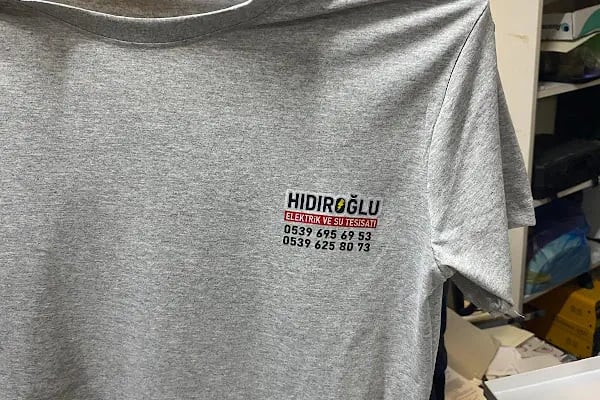 HIDIROĞLU
ELEKTRİK VE SU TESİSATI
0539 695 69 53
0539 625 80 73